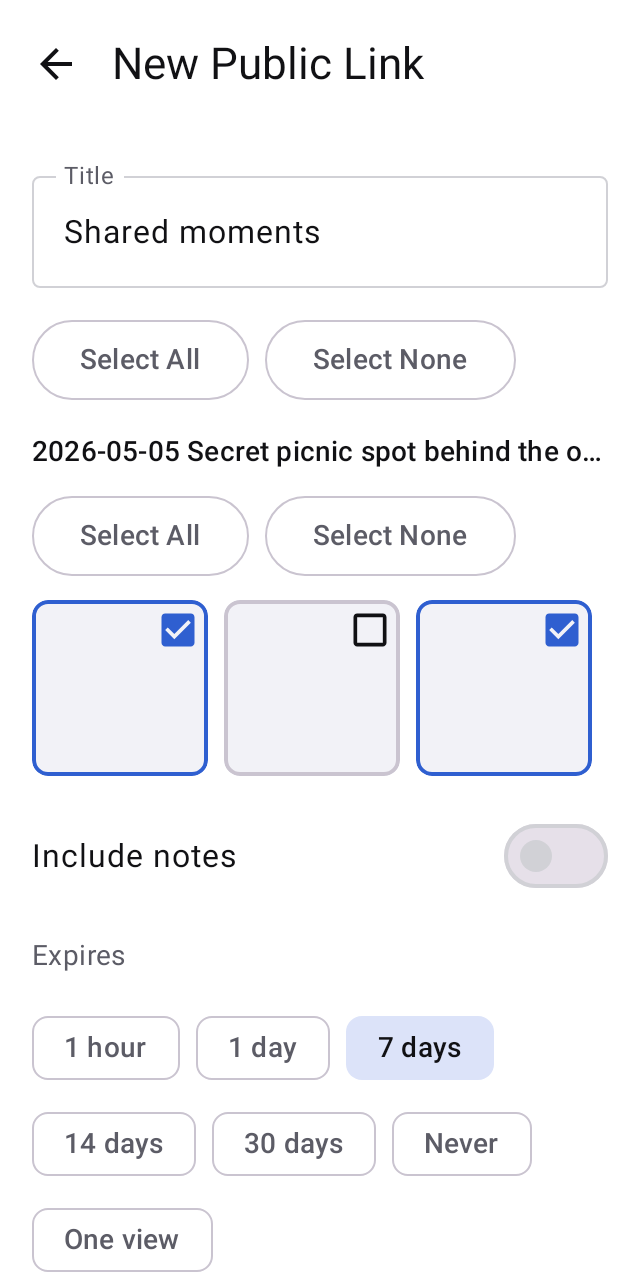 New Public Link
Title
Shared moments
Select All
Select None
2026-05-05 Secret picnic spot behind the o…
Select All
Select None
Include notes
Expires
1 hour
1 day
7 days
14 days
30 days
Never
One view